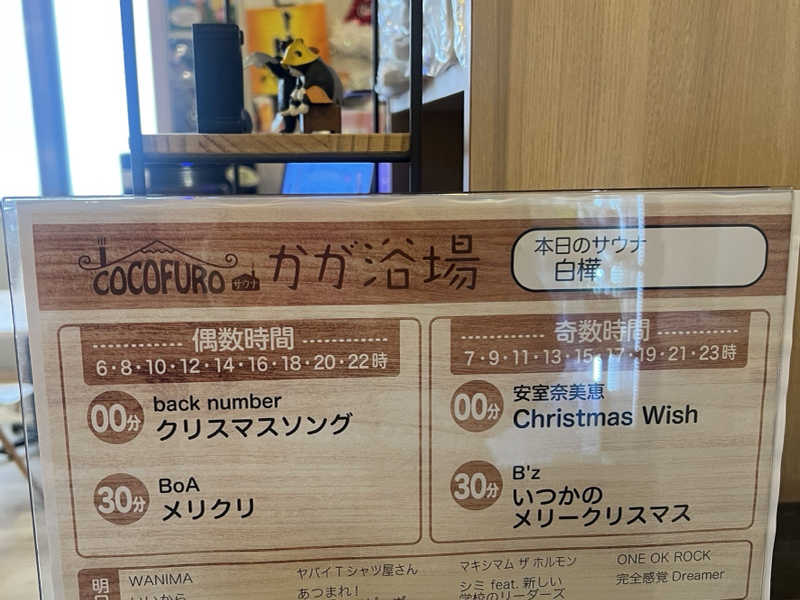 COCOFURO サウナ かが浴場
本日のサウナ
白樺
偶数時間
6・8・10・12・14・16・18・20・22時
00分
back number
クリスマスソング
30分
BoA
メリクリ
奇数時間
7・9・11・13・15・17・19・21・23時
00分
安室奈美恵
Christmas Wish
30分
B'z
いつかの
メリークリスマス
明
WANIMA
いいから
ヤバイTシャツ屋さん
あつまれ!
マキシマム ザ ホルモン
シミ feat. 新しい
学校のリーダーズ
ONE OK ROCK
完全感覚 Dreamer